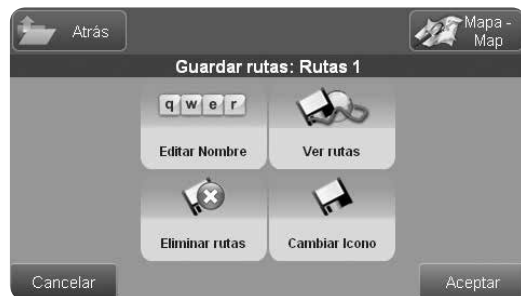 Atrás
Mapa -
Map
Guardar rutas: Rutas 1
q w e r
Editar Nombre
Ver rutas
Eliminar rutas
Cambiar Icono
Cancelar
Aceptar